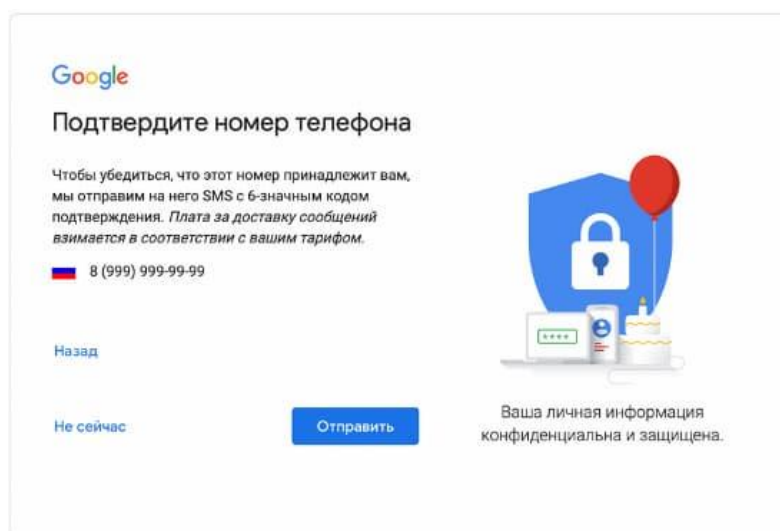 Google
Подтвердите номер телефона
Чтобы убедиться, что этот номер принадлежит вам,
мы отправим на него SMS с 6-значным кодом
подтверждения. Плата за доставку сообщений
взимается в соответствии с вашим тарифом.
8 (999) 999-99-99
Назад
Не сейчас
Отправить
****
Ваша личная информация
конфиденциальна и защищена.